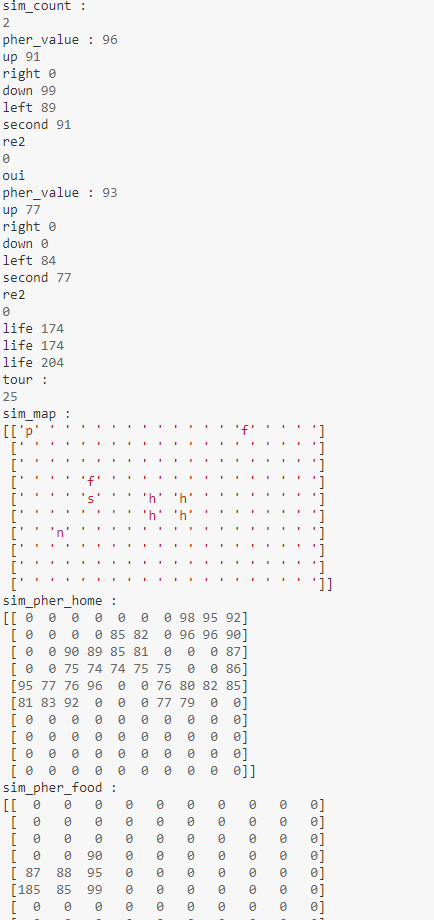 sim_count :
2
pher_value : 96
up 91
right 0
down 99
left 89
second 91
re2
0
oui
pher_value : 93
up 77
right 0
down 0
left 84
second 77
re2
0
life 174
life 174
life 204
tour :
25
sim_map :
[['p' ' ' ' ' ' ' ' ' ' ' ' ' 'f' ' ' ' ']
 [' ' ' ' ' ' ' ' ' ' ' ' ' ' ' ' ' ' ' ']
 [' ' ' ' ' ' ' ' ' ' ' ' ' ' ' ' ' ' ' ']
 [' ' ' ' 'f' ' ' ' ' ' ' ' ' ' ' ' ' ' ']
 [' ' ' ' 's' ' ' 'h' 'h' ' ' ' ' ' ' ' ']
 [' ' ' ' ' ' ' ' 'h' 'h' ' ' ' ' ' ' ' ']
 [' ' 'n' ' ' ' ' ' ' ' ' ' ' ' ' ' ' ' ']
 [' ' ' ' ' ' ' ' ' ' ' ' ' ' ' ' ' ' ' ']
 [' ' ' ' ' ' ' ' ' ' ' ' ' ' ' ' ' ' ' ']
 [' ' ' ' ' ' ' ' ' ' ' ' ' ' ' ' ' ' ' ']]
sim_pher_home :
[[ 0  0  0  0  0  0  0 98 95 92]
 [ 0  0  0  0 85 82  0 96 96 90]
 [ 0  0 90 89 85 81  0  0  0 87]
 [ 0  0 75 74 74 75 75  0  0 86]
 [95 77 76 96  0  0 76 80 82 85]
 [81 83 92  0  0  0 77 79  0  0]
 [ 0  0  0  0  0  0  0  0  0  0]
 [ 0  0  0  0  0  0  0  0  0  0]
 [ 0  0  0  0  0  0  0  0  0  0]
 [ 0  0  0  0  0  0  0  0  0  0]]
sim_pher_food :
[[  0   0   0   0   0   0   0   0   0   0]
 [  0   0   0   0   0   0   0   0   0   0]
 [  0   0   0   0   0   0   0   0   0   0]
 [  0   0  90   0   0   0   0   0   0   0]
 [ 87  88  95   0   0   0   0   0   0   0]
 [185  85  99   0   0   0   0   0   0   0]
 [  0   0   0   0   0   0   0   0   0   0]